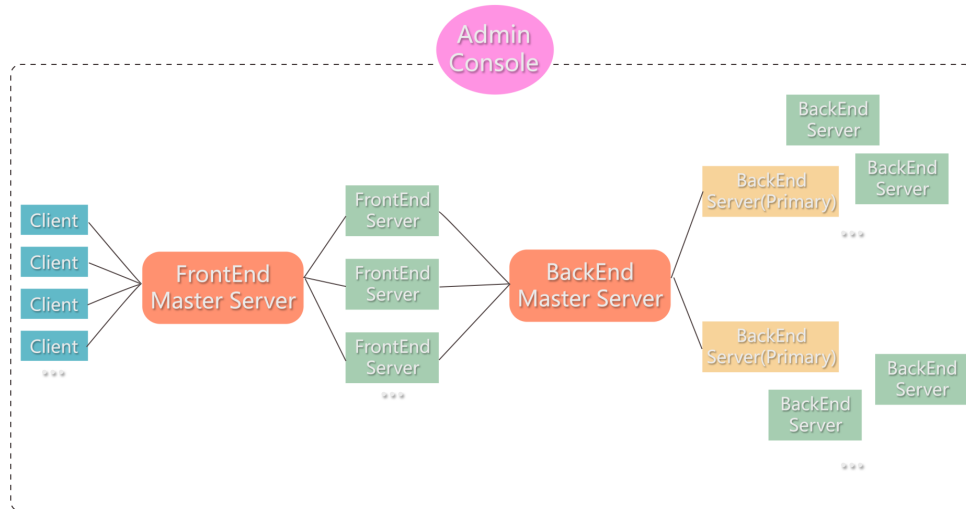 Admin
Console
Client
Client
Client
Client
...
FrontEnd
Master Server
FrontEnd
Server
FrontEnd
Server
FrontEnd
Server
...
BackEnd
Master Server
BackEnd
Server
BackEnd
Server
BackEnd
Server(Primary)
...
BackEnd
Server(Primary)
BackEnd
Server
BackEnd
Server
...